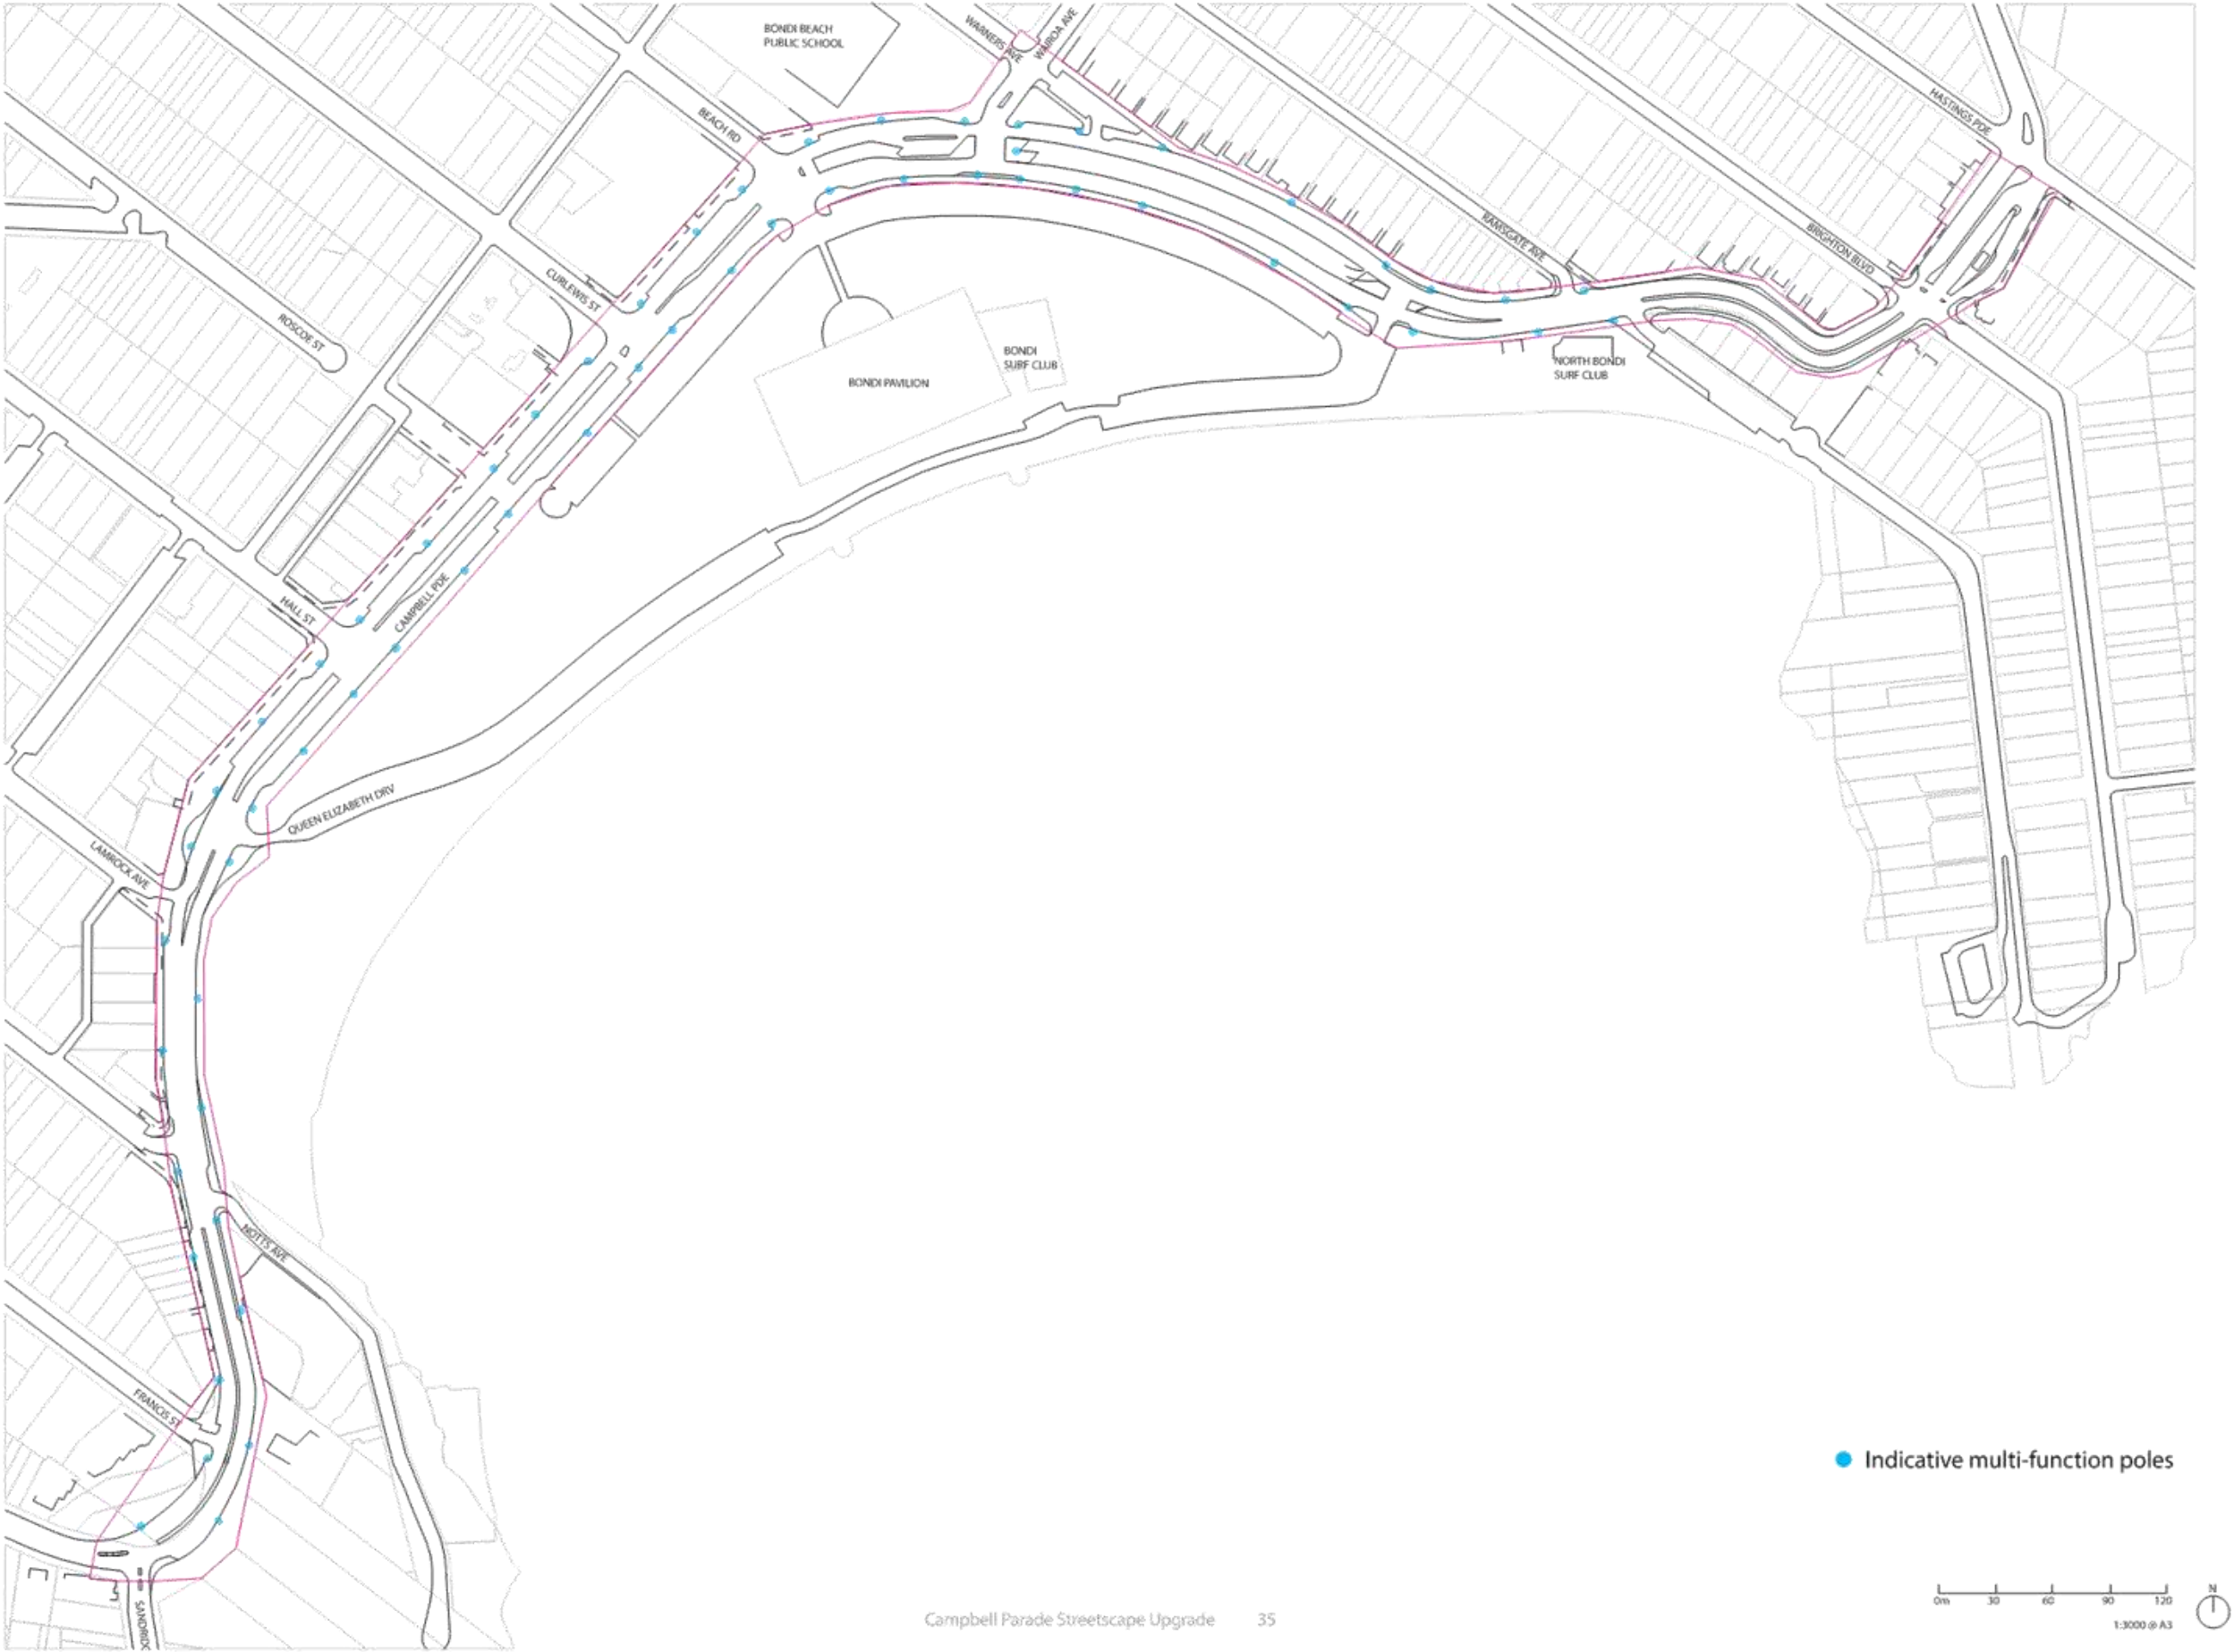 BONDI BEACH
PUBLIC SCHOOL
WARNERS AVE
WAIROA AVE
HASTINGS PDE
BEACH RD
RAMSGATE AVE
BRIGHTON BLVD
CURLEWIS ST
ROSCOE ST
BONDI
SURF CLUB
BONDI PAVILION
NORTH BONDI
SURF CLUB
HALL ST
CAMPBELL PDE
QUEEN ELIZABETH DRV
LAMROCK AVE
NOTTS AVE
FRANCIS ST
Indicative multi-function poles
SANDRIDG
0m 30 60 90 120
N
1:3000 @ A3
Campbell Parade Streetscape Upgrade 35